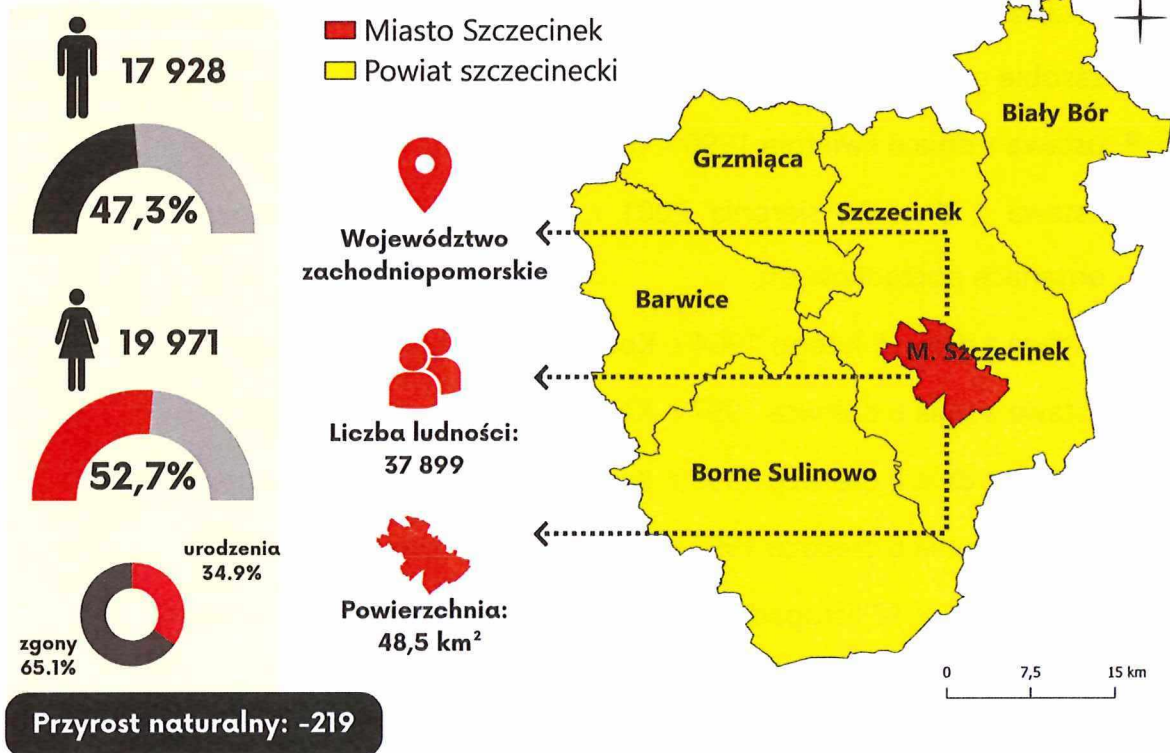 17 928
47,3%
19 971
52,7%
urodzenia
34.9%
zgony
65.1%
Przyrost naturalny: -219
Miasto Szczecinek
Powiat szczecinecki
Województwo
zachodniopomorskie
Liczba ludności:
37 899
Powierzchnia:
48,5 km²
Biały Bór
Grzmiąca
Szczecinek
Barwice
M. Szczecinek
Borne Sulinowo
0 7,5 15 km